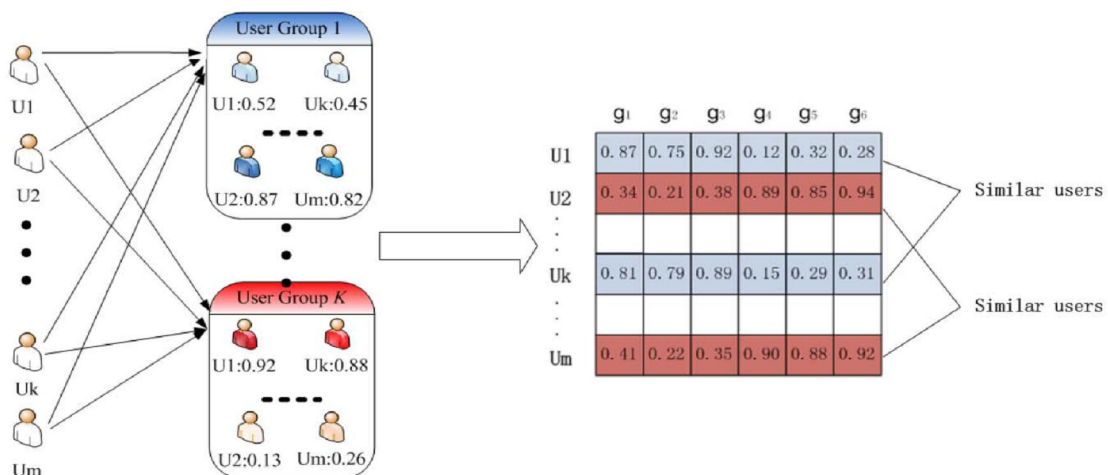 User Group 1
U1
U1:0.52 Uk:0.45
U2
U2:0.87 Um:0.82
User Group K
Uk
U1:0.92 Uk:0.88
Um
U2:0.13 Um:0.26
g1 g2 g3 g4 g5 g6
U1 0.87 0.75 0.92 0.12 0.32 0.28
U2 0.34 0.21 0.38 0.89 0.85 0.94
Uk 0.81 0.79 0.89 0.15 0.29 0.31
Um 0.41 0.22 0.35 0.90 0.88 0.92
Similar users
Similar users